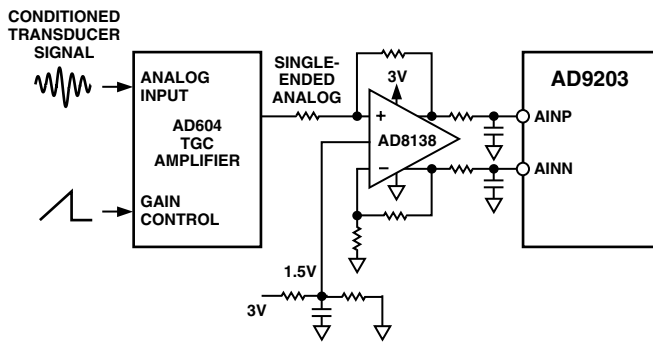 CONDITIONED
TRANSDUCER
SIGNAL
ANALOG
INPUT
AD604
TGC
AMPLIFIER
GAIN
CONTROL
SINGLE-
ENDED
ANALOG
3V
+
AD8138
−
1.5V
3V
AD9203
AINP
AINN